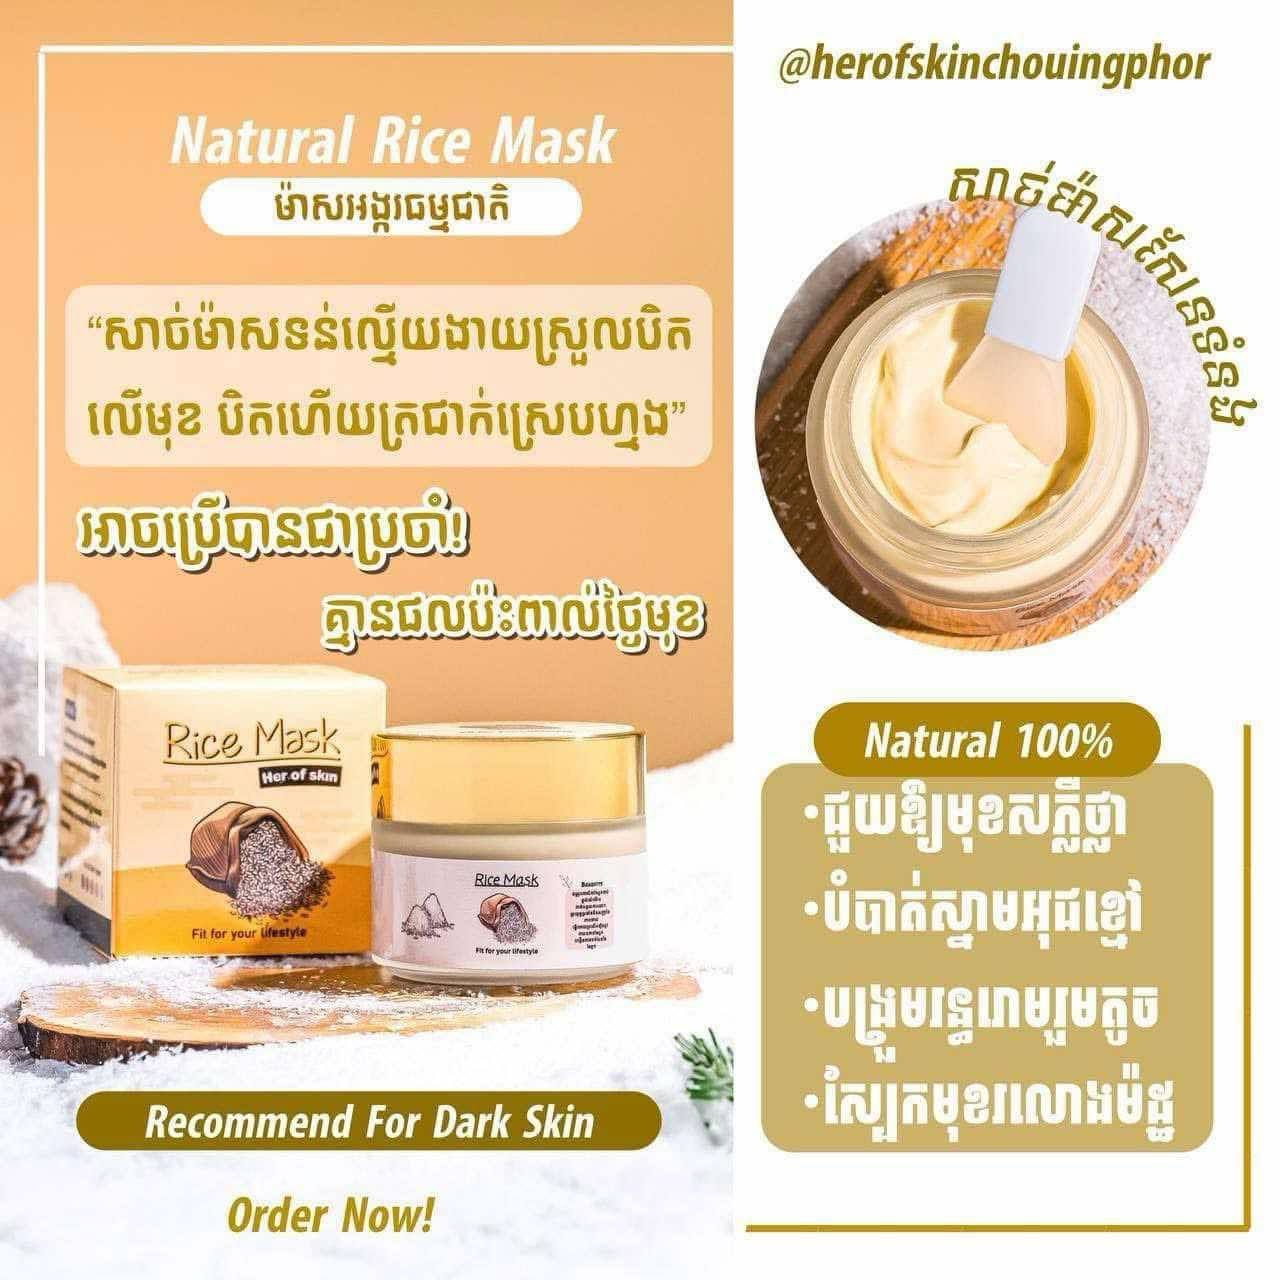 @herofskinchouingphor
Natural Rice Mask
ម៉ាសអង្ករធម្មជាតិ
“សាច់ម៉ាសទន់ល្មើយងាយស្រួលបិត
លើមុខ បិតហើយត្រជាក់ស្រេបហ្មង”
អាចប្រើបានជាប្រចាំ!
គ្មានផលប៉ះពាល់ថ្ងៃមុខ
Rice Mask
Her of skin
Fit for your lifestyle
Rice Mask
Fit for your lifestyle
Benefits
Recommend For Dark Skin
Order Now!
សាច់ម៉ាសក្រែមទន់ៗ
Natural 100%
•ជួយឱ្យមុខសភ្លឺថ្លា
•បំបាត់ស្នាមអុជខ្មៅ
•បង្រួមរន្ធរោមរួមតូច
•ស្បែកមុខរលោងម៉ដ្ឋ